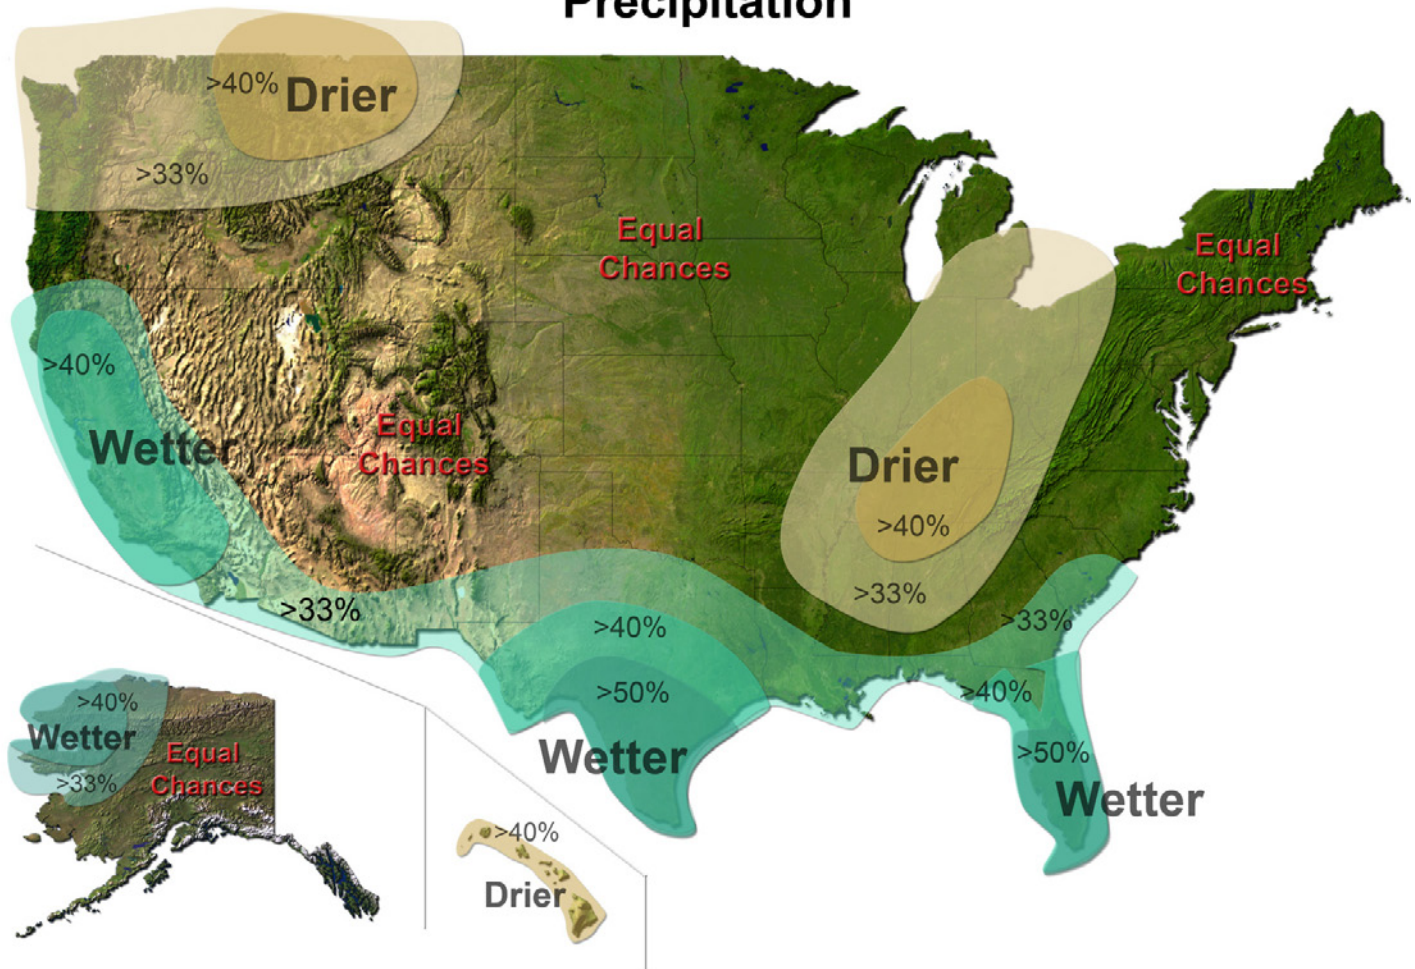 Precipitation
>40%
Drier
>33%
Equal
Chances
Equal
Chances
>40%
Wetter
Equal
Chances
Drier
>40%
>33%
>33%
>40%
>33%
>50%
>40%
Wetter
>50%
Wetter
>40%
Wetter
Equal
Chances
>33%
>40%
Drier